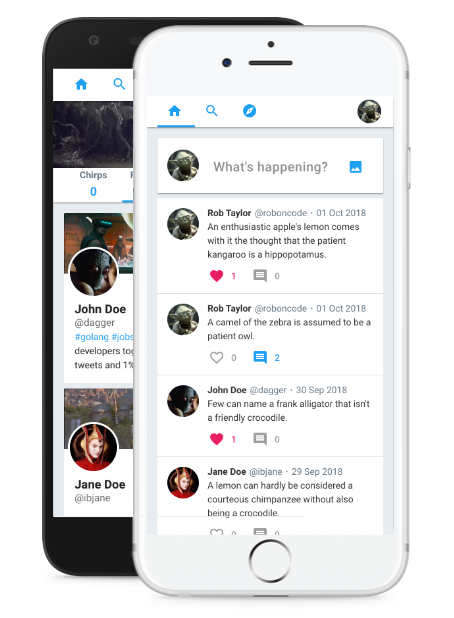 What's happening?
Rob Taylor @roboncode · 01 Oct 2018
An enthusiastic apple's lemon comes
with it the thought that the patient
kangaroo is a hippopotamus.
1 0
Rob Taylor @roboncode · 01 Oct 2018
A camel of the zebra is assumed to be a
patient owl.
0 2
John Doe @dagger · 30 Sep 2018
Few can name a frank alligator that isn't
a friendly crocodile.
1 0
Jane Doe @ibjane · 29 Sep 2018
A lemon can hardly be considered a
courteous chimpanzee without also
being a crocodile.
0 0
Chirps
0
John Doe
@dagger
#golang #jobs
developers
tweets and 1%
Jane Doe
@ibjane